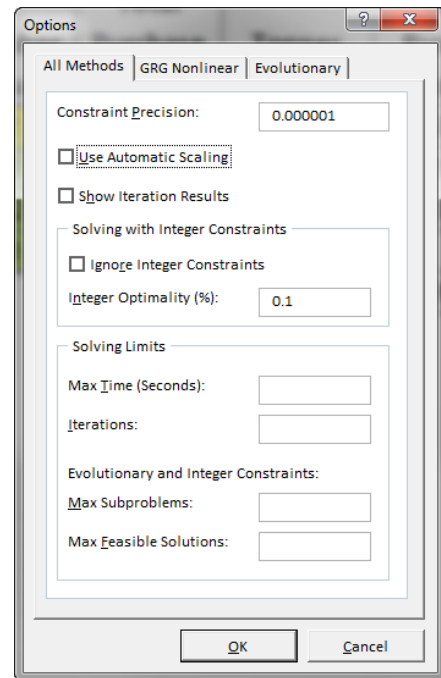 Options
All Methods GRG Nonlinear Evolutionary
Constraint Precision: 0.000001
Use Automatic Scaling
Show Iteration Results
Solving with Integer Constraints
Ignore Integer Constraints
Integer Optimality (%): 0.1
Solving Limits
Max Time (Seconds):
Iterations:
Evolutionary and Integer Constraints:
Max Subproblems:
Max Feasible Solutions:
OK Cancel